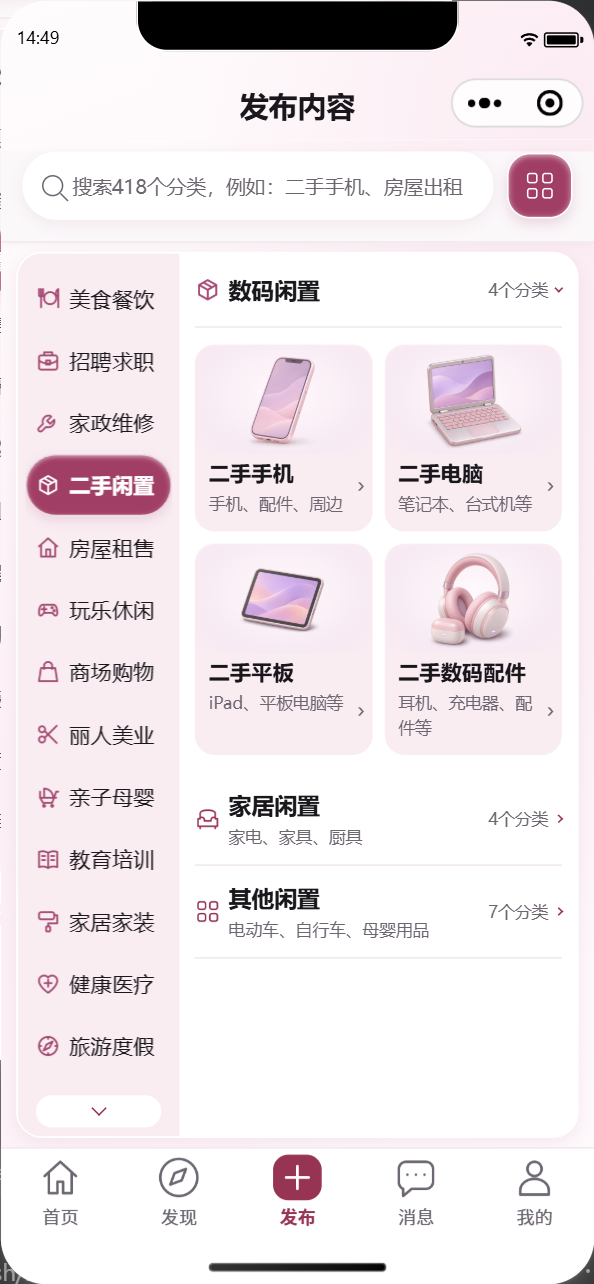 14:49
发布内容
搜索418个分类，例如：二手手机、房屋出租
美食餐饮
招聘求职
家政维修
二手闲置
房屋租售
玩乐休闲
商场购物
丽人美业
亲子母婴
教育培训
家居家装
健康医疗
旅游度假
数码闲置
4个分类
二手手机
手机、配件、周边
二手电脑
笔记本、台式机等
二手平板
iPad、平板电脑等
二手数码配件
耳机、充电器、配
件等
家居闲置
家电、家具、厨具
4个分类
其他闲置
电动车、自行车、母婴用品
7个分类
首页
发现
发布
消息
我的